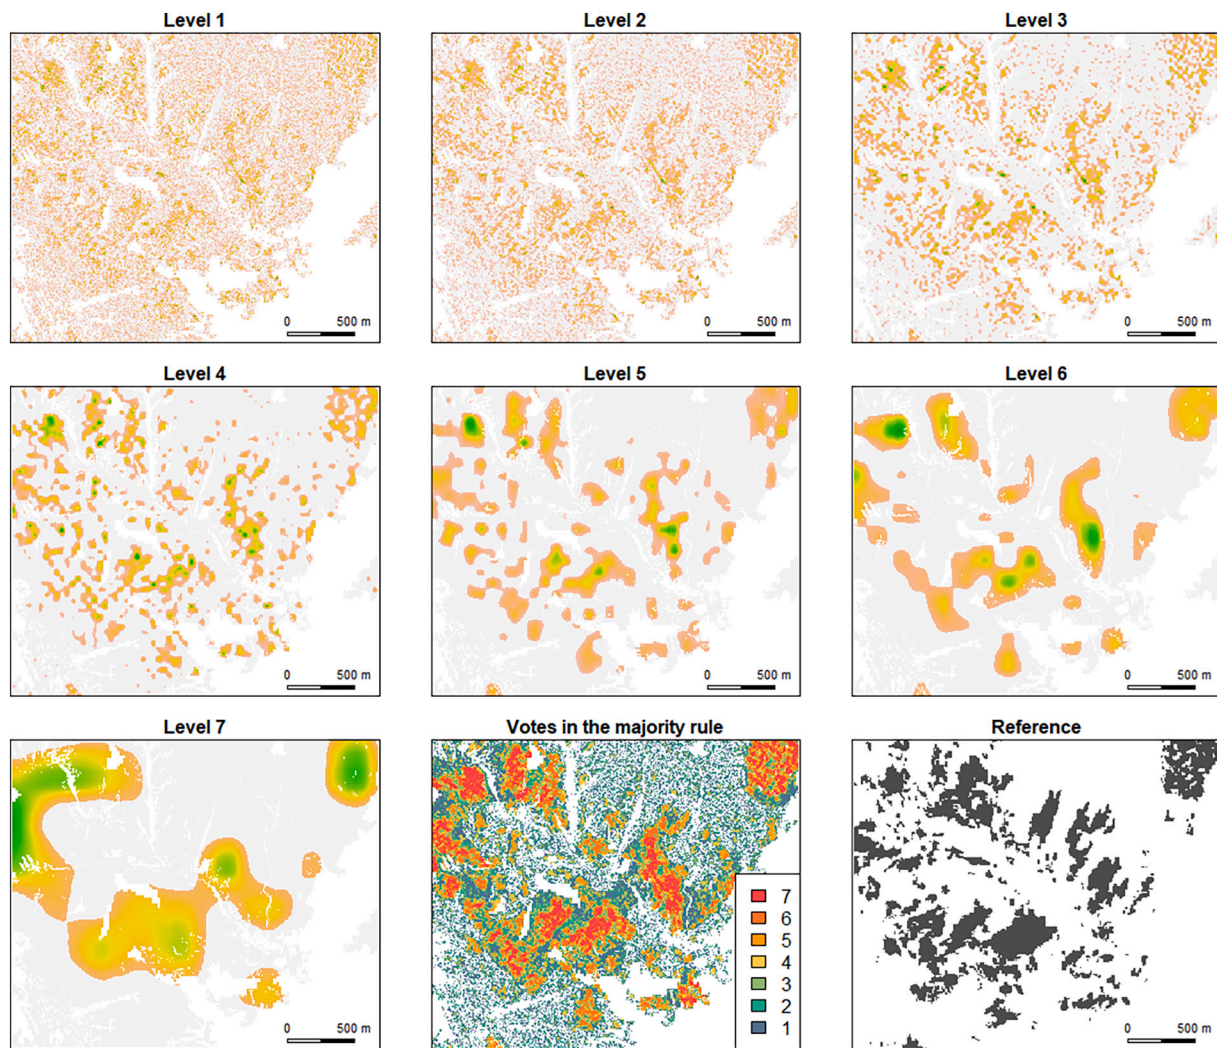 Level 1
Level 2
Level 3
0 500 m
0 500 m
0 500 m
Level 4
Level 5
Level 6
0 500 m
0 500 m
0 500 m
Level 7
Votes in the majority rule
Reference
7
6
5
4
3
2
1
0 500 m
0 500 m